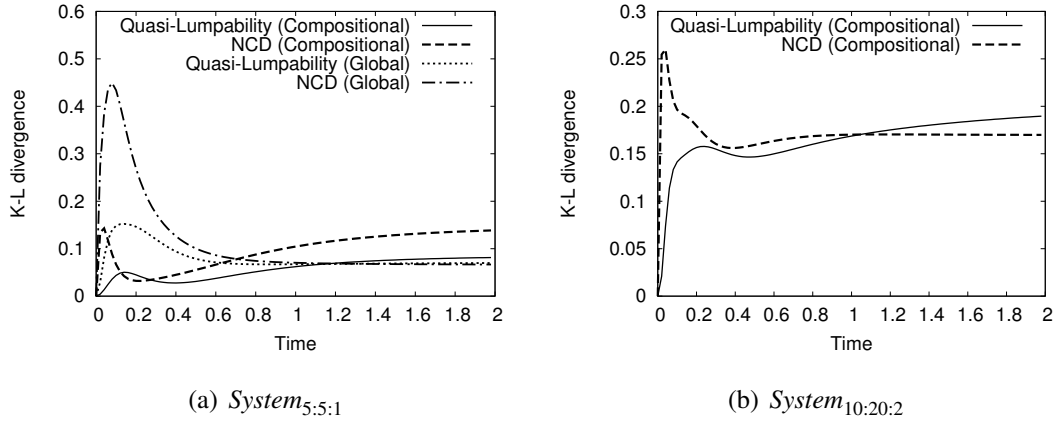 Quasi-Lumpability (Compositional)
NCD (Compositional)
Quasi-Lumpability (Global)
NCD (Global)
K-L divergence
0.6
0.5
0.4
0.3
0.2
0.1
0
0 0.2 0.4 0.6 0.8 1 1.2 1.4 1.6 1.8 2
Time
(a) System5:5:1
Quasi-Lumpability (Compositional)
NCD (Compositional)
K-L divergence
0.3
0.25
0.2
0.15
0.1
0.05
0
0 0.2 0.4 0.6 0.8 1 1.2 1.4 1.6 1.8 2
Time
(b) System10:20:2